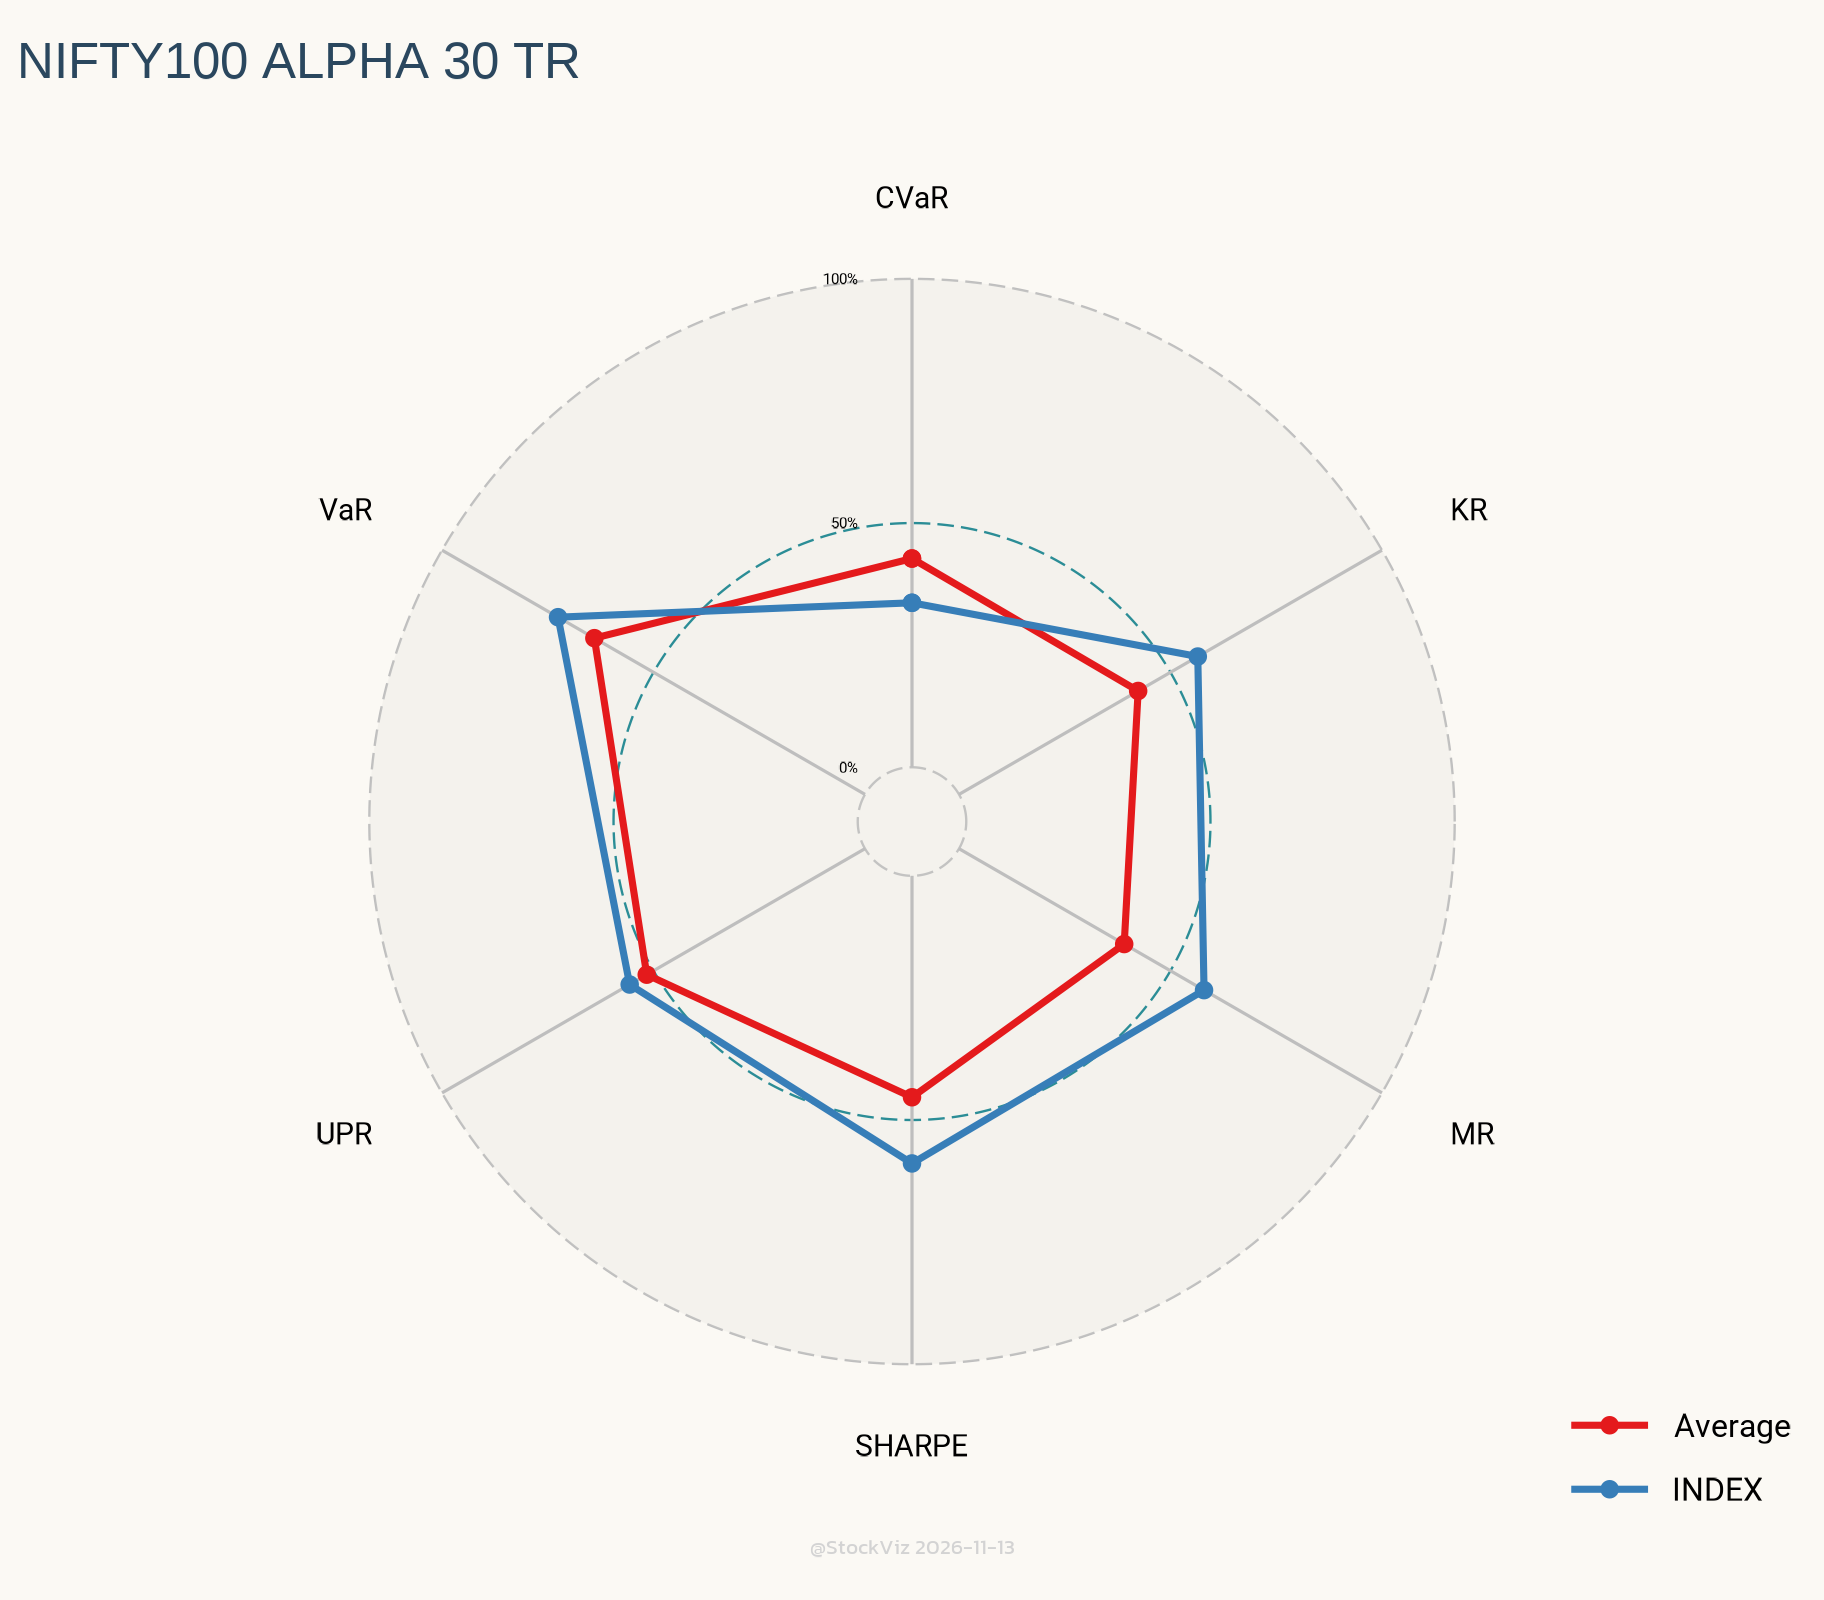 NIFTY100 ALPHA 30 TR
CVaR
100%
VaR
KR
50%
0%
UPR
MR
SHARPE
Average
INDEX
@StockViz 2026-11-13